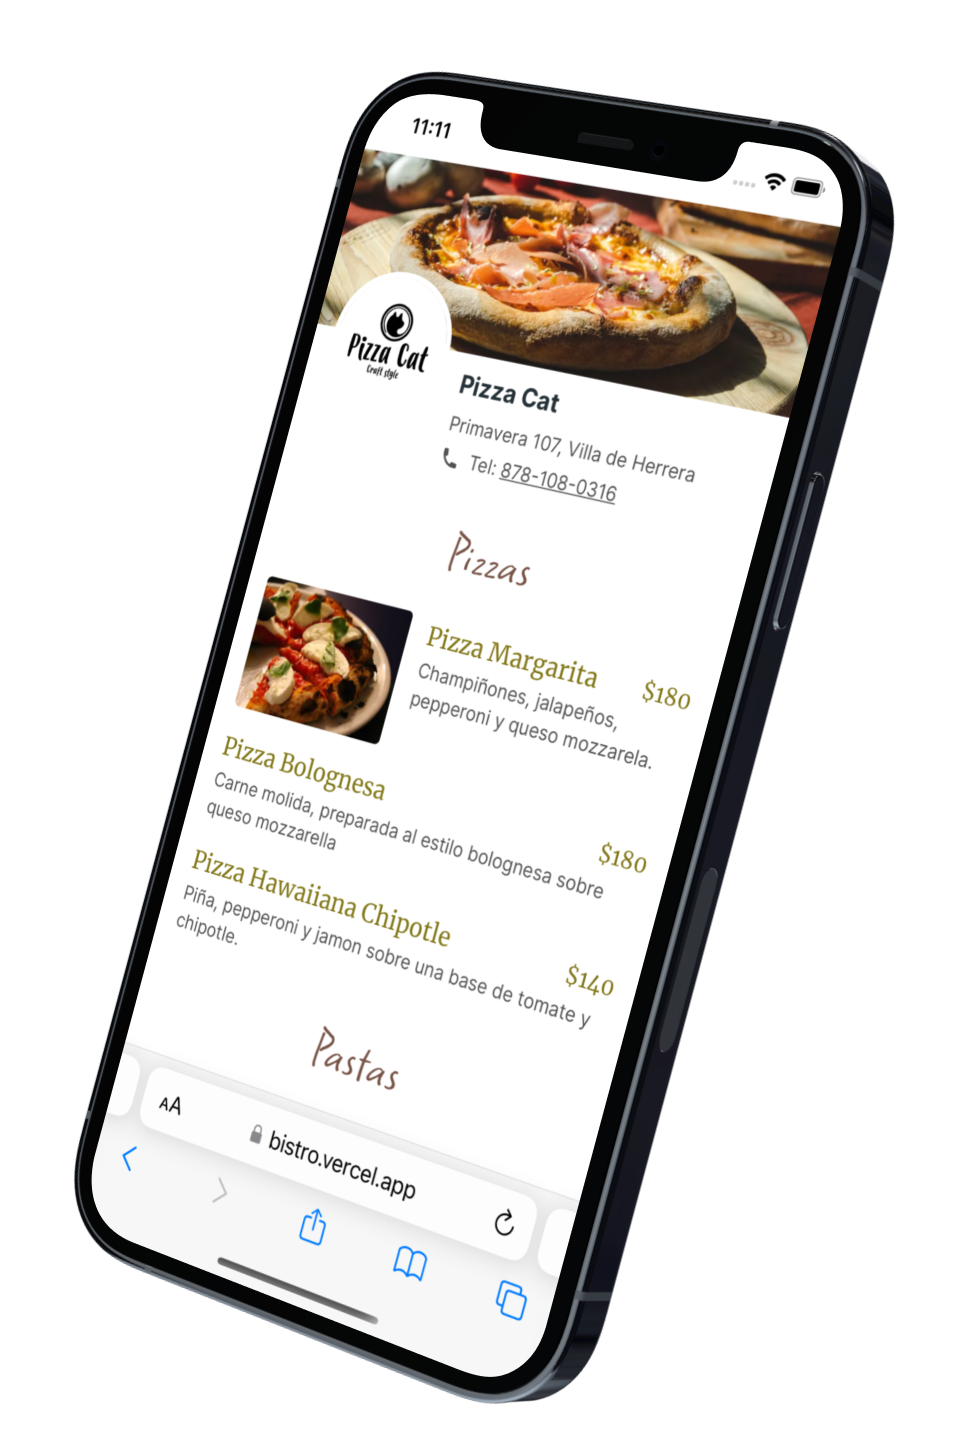 11:11
Pizza Cat
Craft style
Pizza Cat
Primavera 107, Villa de Herrera
Tel: 878-108-0316
Pizzas
Pizza Margarita
$180
Champiñones, jalapeños,
pepperoni y queso mozzarela.
Pizza Bolognesa
$180
Carne molida, preparada al estilo bolognesa sobre
queso mozzarella
Pizza Hawaiiana Chipotle
$140
Piña, pepperoni y jamon sobre una base de tomate y
chipotle.
Pastas
AA
bistro.vercel.app